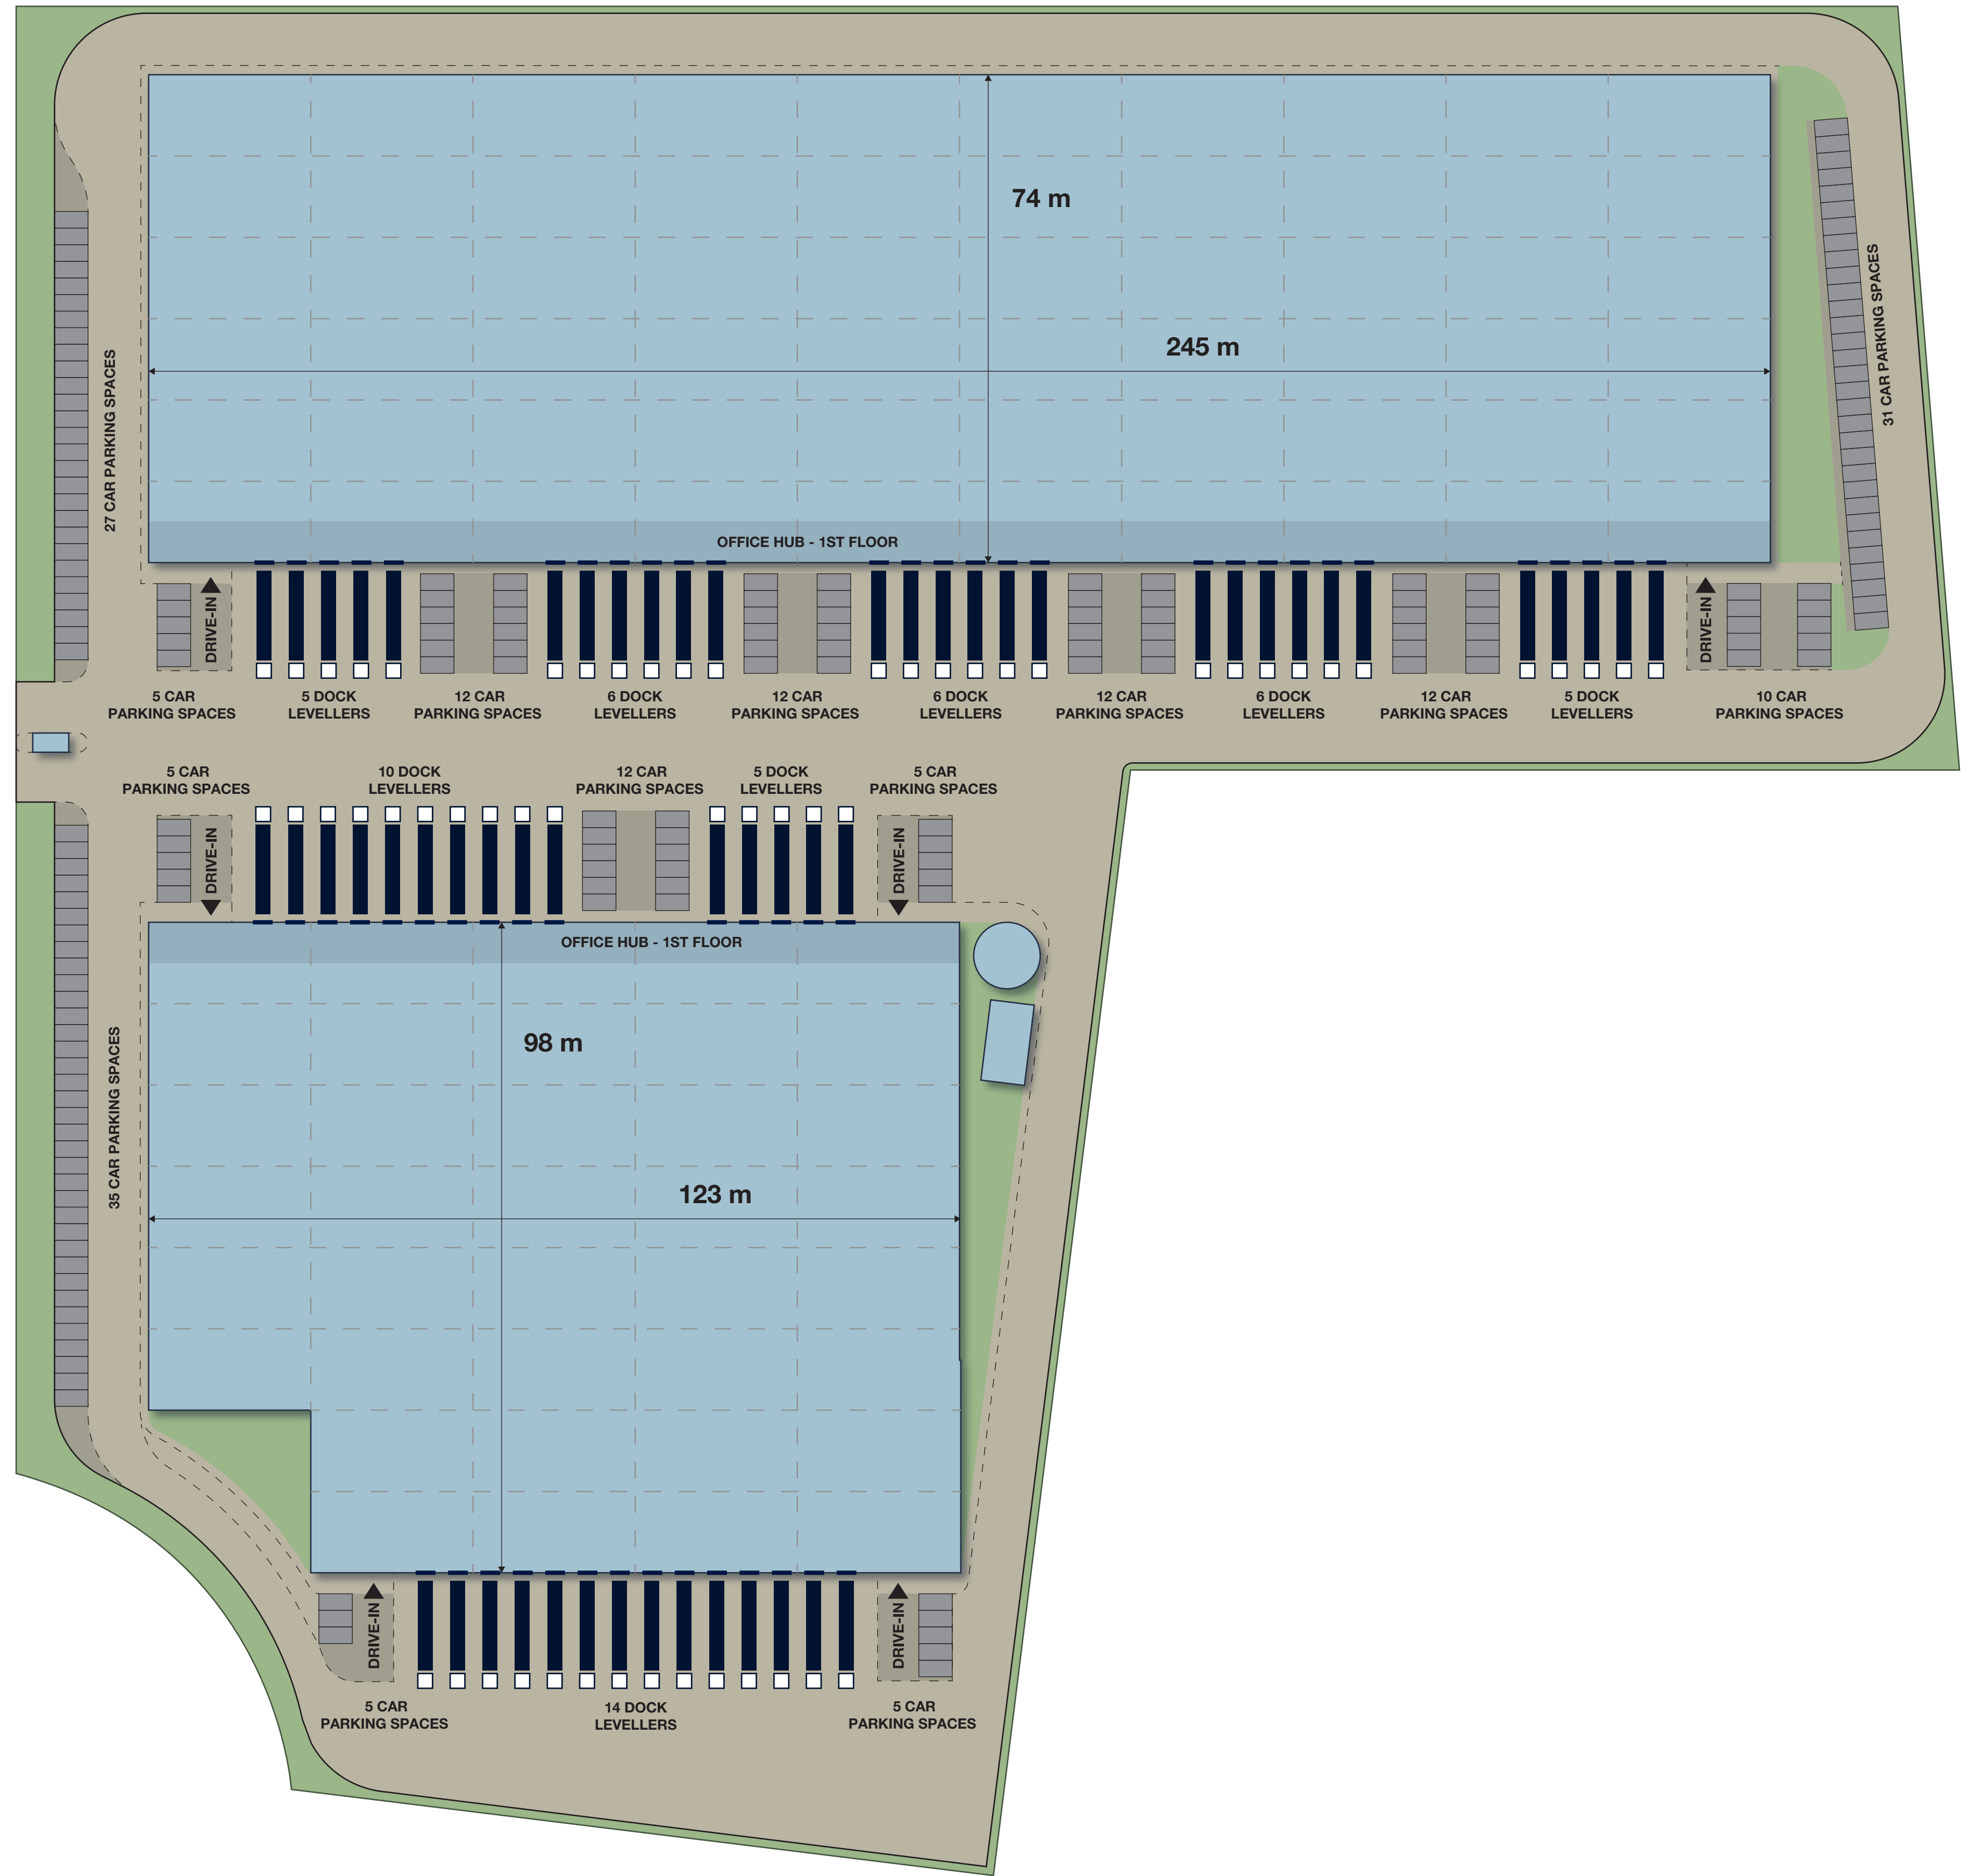 74 m
245 m
27 CAR PARKING SPACES
31 CAR PARKING SPACES
OFFICE HUB - 1ST FLOOR
DRIVE-IN
DRIVE-IN
5 CAR
PARKING SPACES
5 DOCK
LEVELLERS
12 CAR
PARKING SPACES
6 DOCK
LEVELLERS
12 CAR
PARKING SPACES
6 DOCK
LEVELLERS
12 CAR
PARKING SPACES
6 DOCK
LEVELLERS
12 CAR
PARKING SPACES
5 DOCK
LEVELLERS
10 CAR
PARKING SPACES
5 CAR
PARKING SPACES
10 DOCK
LEVELLERS
12 CAR
PARKING SPACES
5 DOCK
LEVELLERS
5 CAR
PARKING SPACES
DRIVE-IN
DRIVE-IN
OFFICE HUB - 1ST FLOOR
98 m
35 CAR PARKING SPACES
123 m
DRIVE-IN
DRIVE-IN
5 CAR
PARKING SPACES
14 DOCK
LEVELLERS
5 CAR
PARKING SPACES